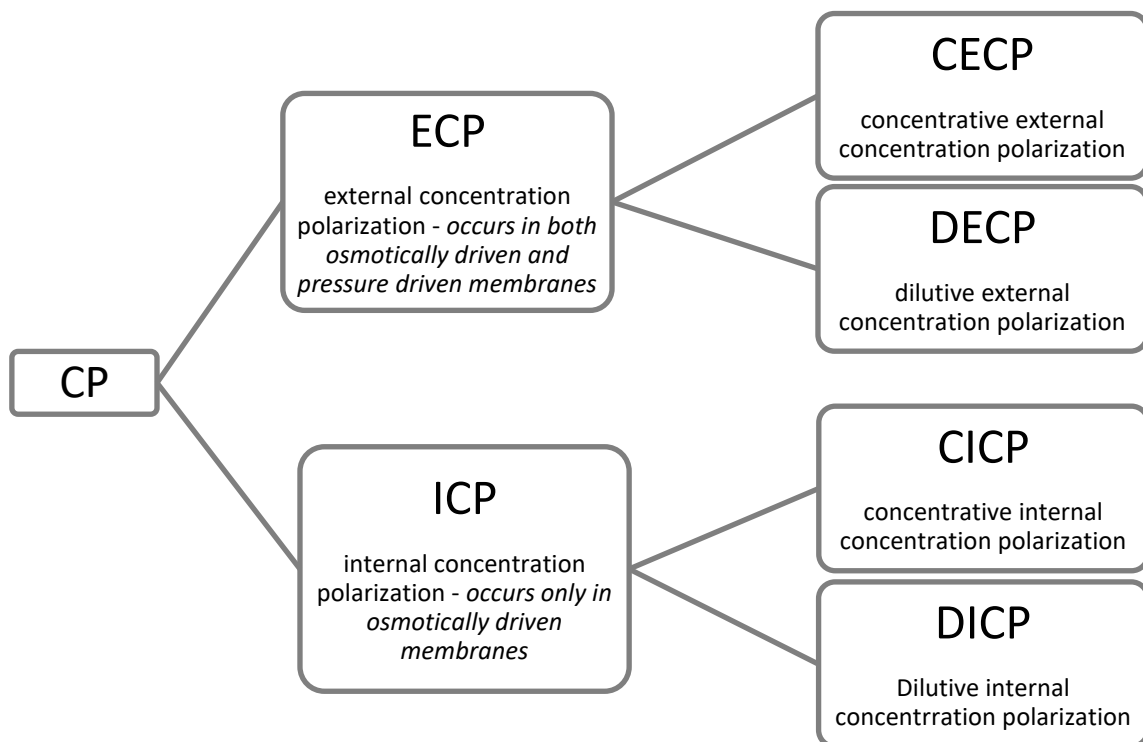 CP
ECP
external concentration
polarization - occurs in both
osmotically driven and
pressure driven membranes
ICP
internal concentration
polarization - occurs only in
osmotically driven
membranes
CECP
concentrative external
concentration polarization
DECP
dilutive external
concentration polarization
CICP
concentrative internal
concentration polarization
DICP
Dilutive internal
concentrration polarization